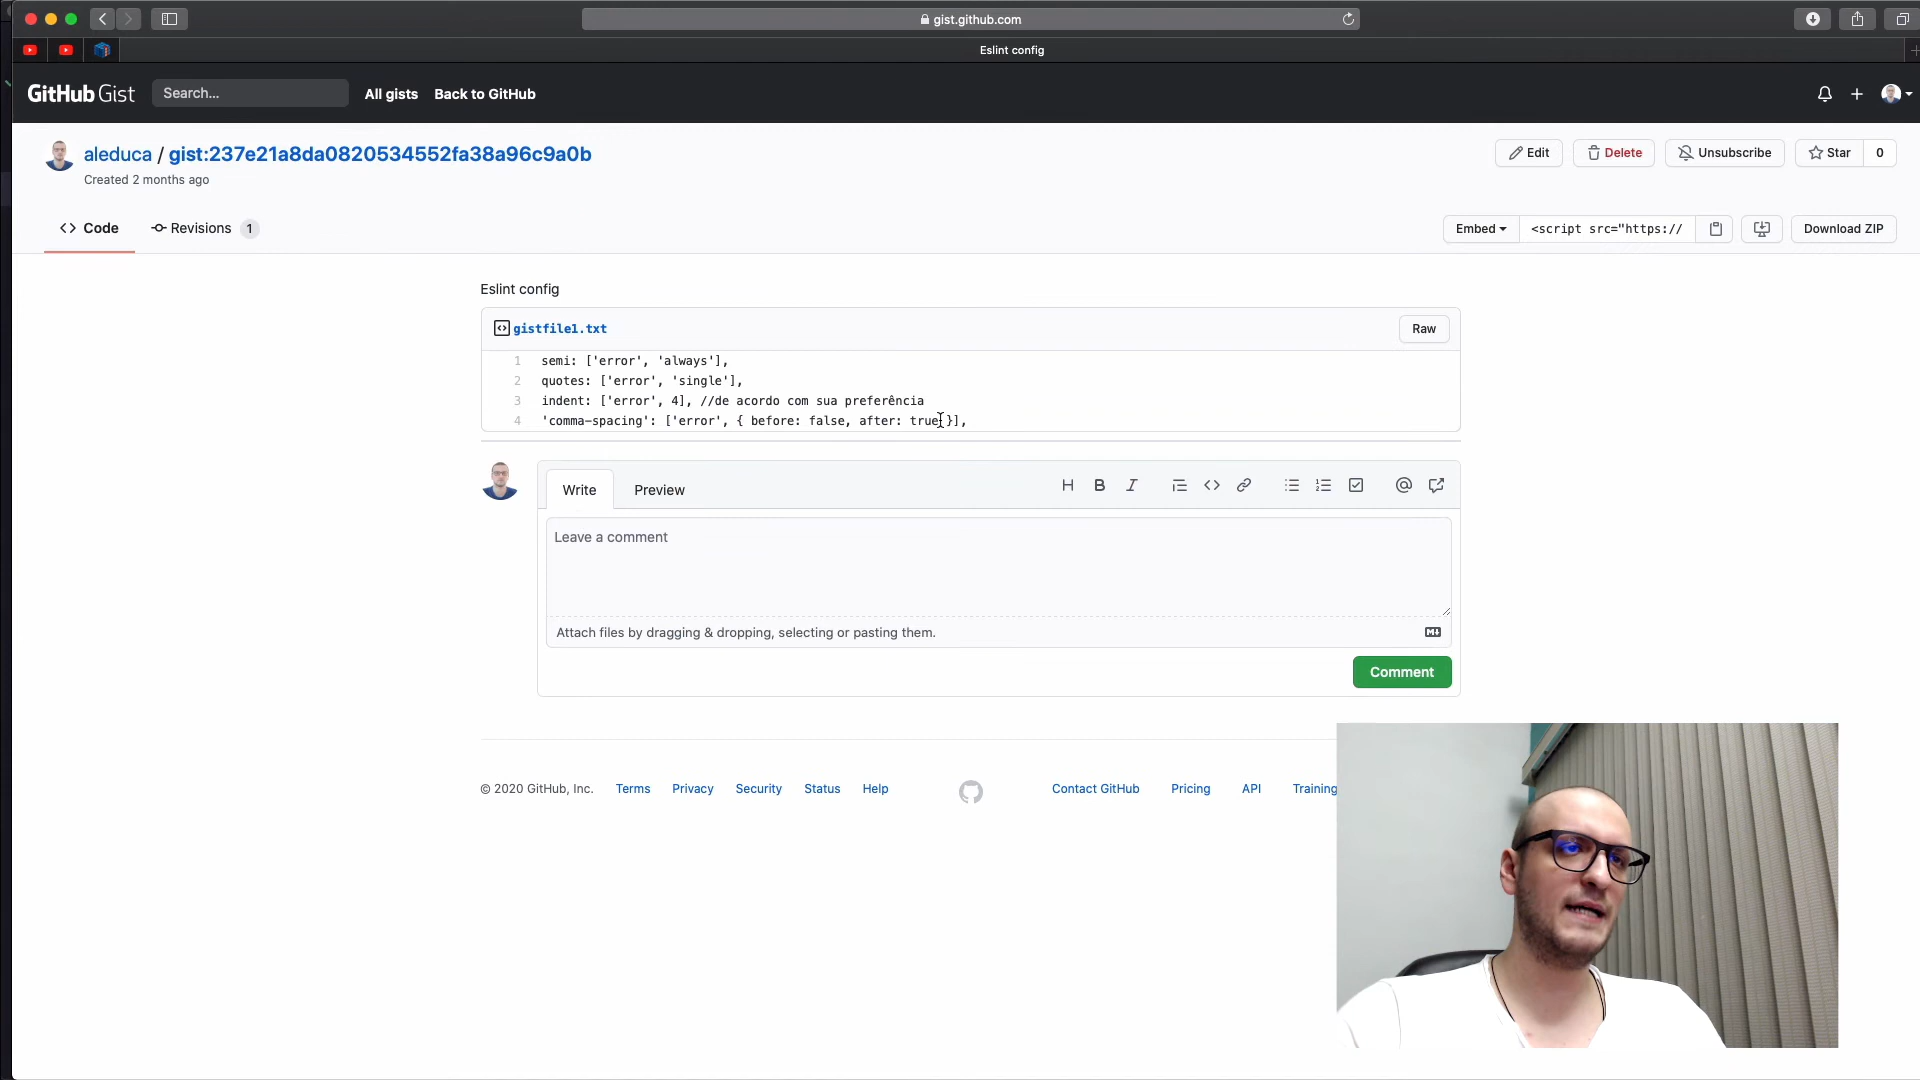 gist.github.com
Eslint config
GitHub Gist
Search...
All gists
Back to GitHub
aleduca / gist:237e21a8da0820534552fa38a96c9a0b
Created 2 months ago
Edit
Delete
Unsubscribe
Star
0
Code
Revisions 1
Embed
<script src="https://
Download ZIP
Eslint config
gistfile1.txt
Raw
1 semi: ['error', 'always'],
2 quotes: ['error', 'single'],
3 indent: ['error', 4], //de acordo com sua preferência
4 'comma-spacing': ['error', { before: false, after: true }],
Write
Preview
H B I
Leave a comment
Attach files by dragging & dropping, selecting or pasting them.
Comment
© 2020 GitHub, Inc.
Terms
Privacy
Security
Status
Help
Contact GitHub
Pricing
API
Training